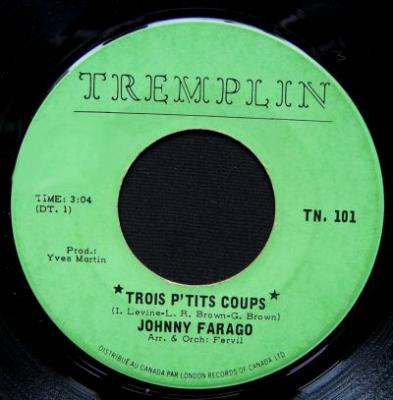 TREMPLIN
TIME: 3:04
(DT. 1)
TN. 101
Prod.:
Yves Martin
*TROIS P'TITS COUPS*
(I. Levine-L. R. Brown-G. Brown)
JOHNNY FARAGO
Arr. & Orch: Fervil
DISTRIBUÉ AU CANADA PAR LONDON RECORDS OF CANADA LTD